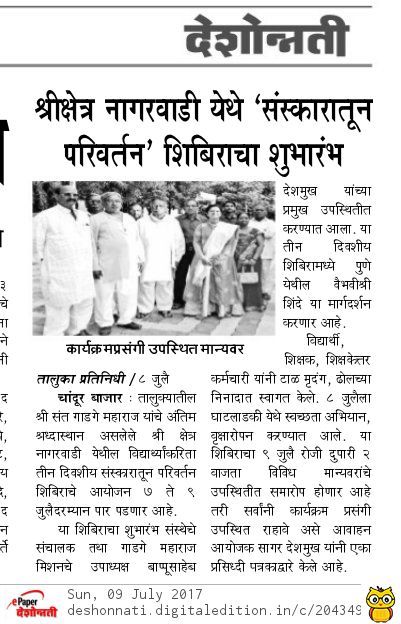 देशोन्नती
श्रीक्षेत्र नागरवाडी येथे ‘संस्कारातून
परिवर्तन’ शिबिराचा शुभारंभ
कार्यक्रमप्रसंगी उपस्थित मान्यवर
तालुका प्रतिनिधी / ८ जुलै
चांदूर बाजार : तालुक्यातील
श्री संत गाडगे महाराज यांचे अंतिम
श्रध्दास्थान असलेले श्री क्षेत्र
नागरवाडी येथील विद्यार्थ्यांकरिता
तीन दिवशीय संस्कारातून परिवर्तन
शिबिराचे आयोजन ७ ते ९
जुलैदरम्यान पार पडणार आहे.
या शिबिराचा शुभारंभ संस्थेचे
संचालक तथा गाडगे महाराज
मिशनचे उपाध्यक्ष बाप्पूसाहेब
देशमुख यांच्या
प्रमुख उपस्थितीत
करण्यात आला. या
तीन दिवशीय
शिबिरामध्ये पुणे
येथील वैभवीश्री
शिंदे या मार्गदर्शन
करणार आहे.
विद्यार्थी,
शिक्षक, शिक्षकेत्तर
कर्मचारी यांनी टाळ मृदंग, ढोलच्या
निनादात स्वागत केले. ८ जुलैला
घाटलाडकी येथे स्वच्छता अभियान,
वृक्षारोपन करण्यात आले. या
शिबिराचा ९ जुलै रोजी दुपारी २
वाजता विविध मान्यवरांचे
उपस्थितीत समारोप होणार आहे
तरी सर्वांनी कार्यक्रम प्रसंगी
उपस्थित राहावे असे आवाहन
आयोजक सागर देशमुख यांनी एका
प्रसिध्दी पत्रकाद्वारे केले आहे.
ePaper
देशोन्नती
Sun, 09 July 2017
deshonnati.digitaledition.in/c/204349